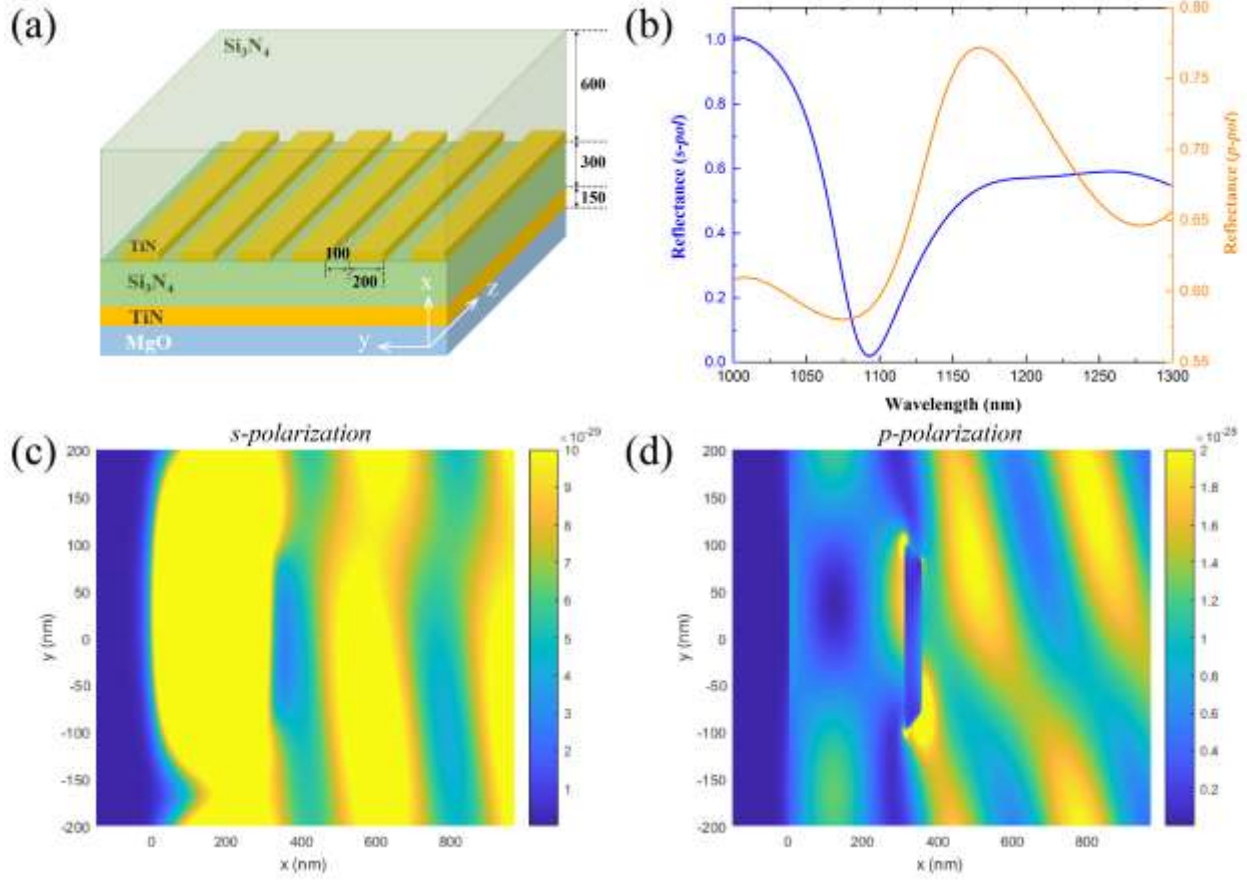 (a)
Si3N4
600
300
150
TiN
100
200
Si3N4
TiN
MgO
x
z
y
(b)
Reflectance (s-pol)
1.0
0.8
0.6
0.4
0.2
0.0
0.80
0.75
0.70
0.65
0.60
0.55
Reflectance (p-pol)
1000 1050 1100 1150 1200 1250 1300
Wavelength (nm)
(c)
s-polarization
× 10-29
y (nm)
200
150
100
50
0
-50
-100
-150
-200
0 200 400 600 800
x (nm)
10
9
8
7
6
5
4
3
2
1
(d)
p-polarization
× 10-28
y (nm)
200
150
100
50
0
-50
-100
-150
-200
0 200 400 600 800
x (nm)
2
1.8
1.6
1.4
1.2
1
0.8
0.6
0.4
0.2